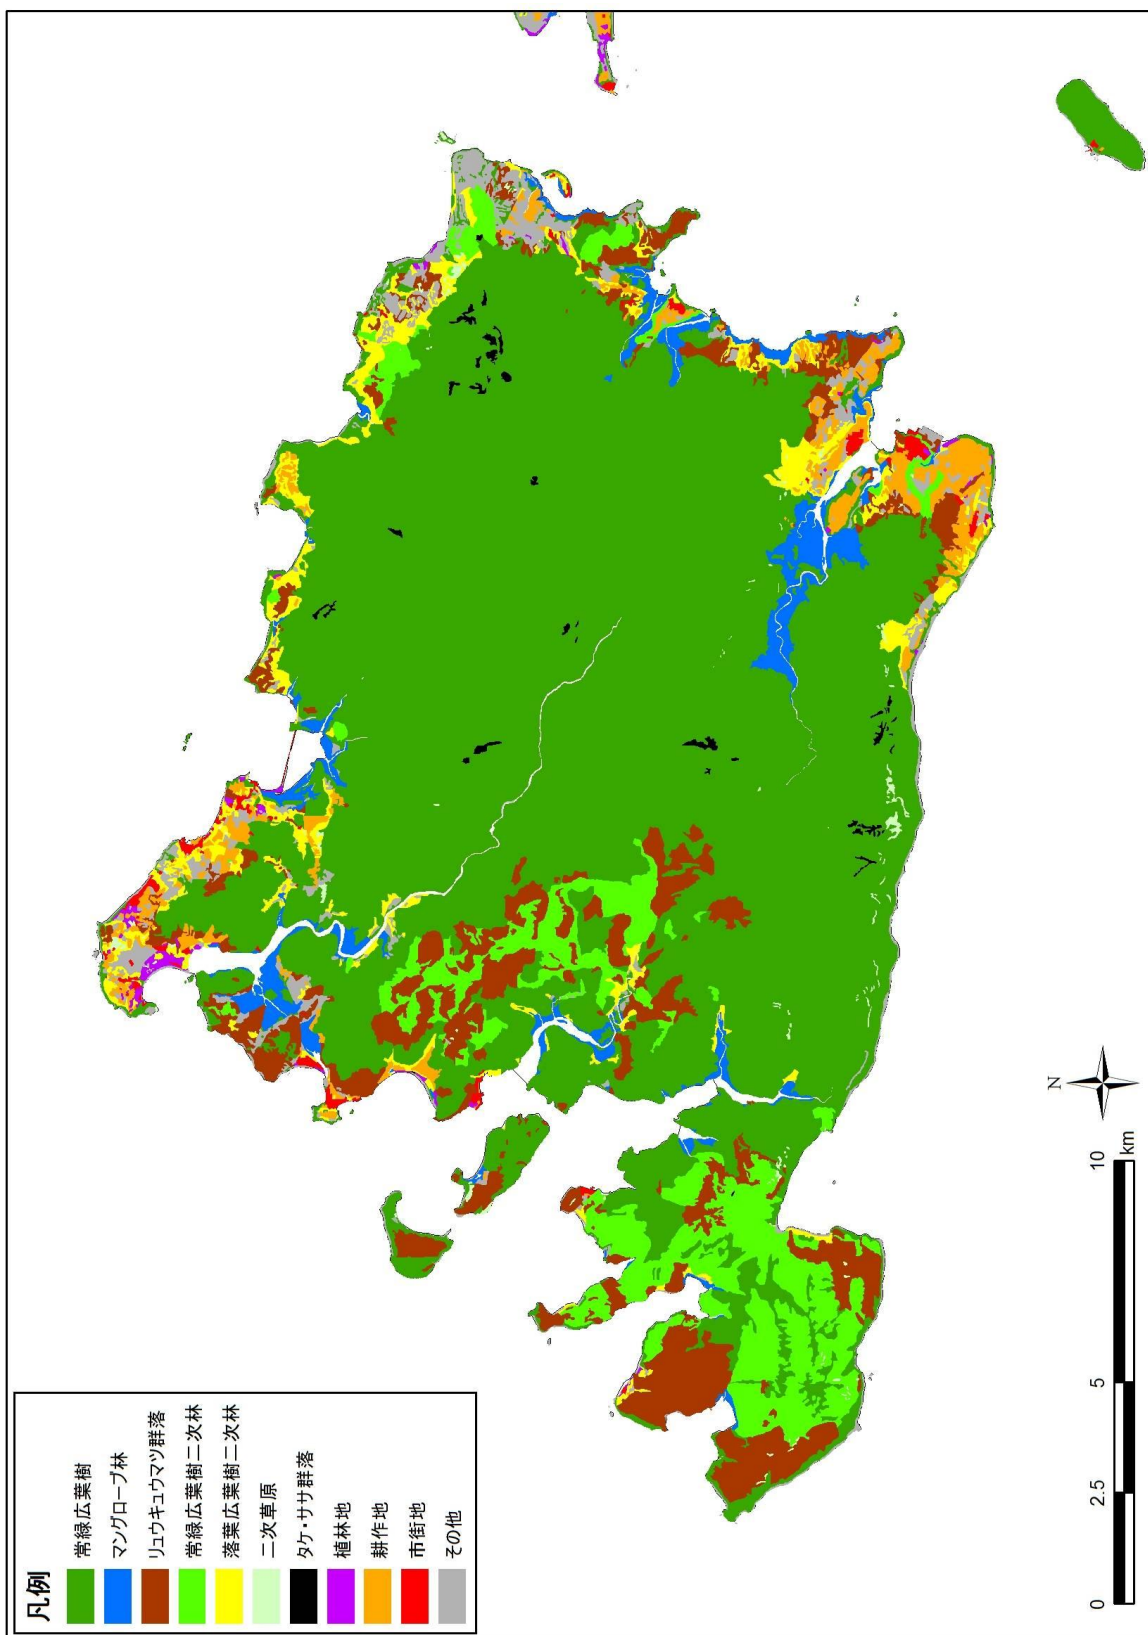 凡例
常緑広葉樹
マングローブ林
リュウキュウマツ群落
常緑広葉樹二次林
落葉広葉樹二次林
二次草原
タケ・ササ群落
植林地
耕作地
市街地
その他
N
0 2.5 5 10
km